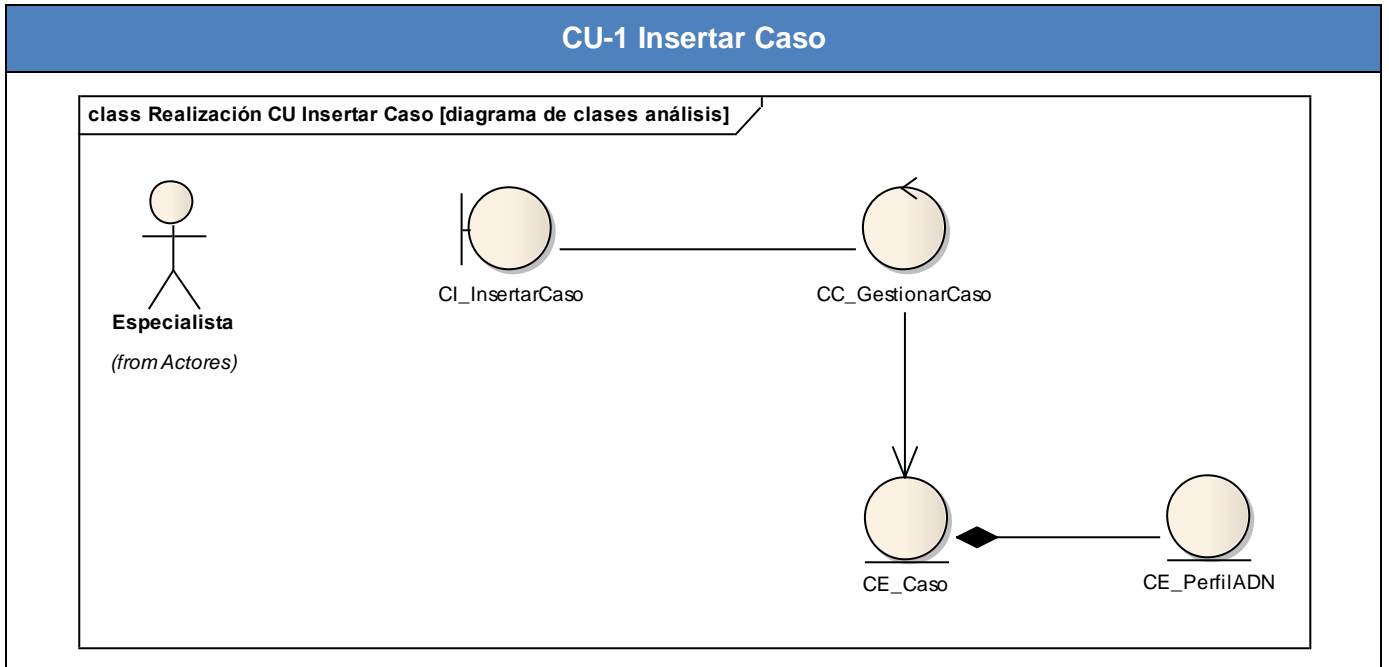 CU-1 Insertar Caso
class Realización CU Insertar Caso [diagrama de clases análisis]
CI_InsertarCaso
CC_GestionarCaso
Especialista
(from Actores)
CE_Caso
CE_PerfilADN